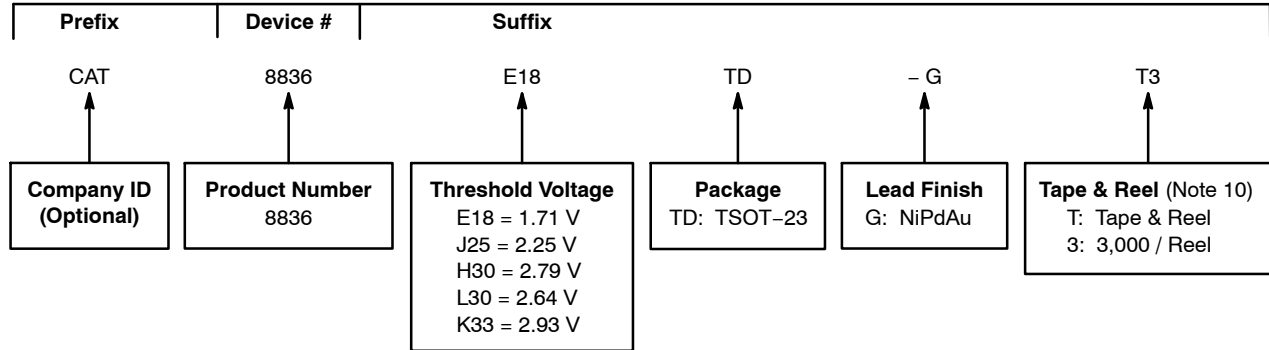 Prefix Device # Suffix
CAT 8836 E18 TD – G T3
Company ID
(Optional)
Product Number
8836
Threshold Voltage
E18 = 1.71 V
J25 = 2.25 V
H30 = 2.79 V
L30 = 2.64 V
K33 = 2.93 V
Package
TD: TSOT−23
Lead Finish
G: NiPdAu
Tape & Reel (Note 10)
T: Tape & Reel
3: 3,000 / Reel